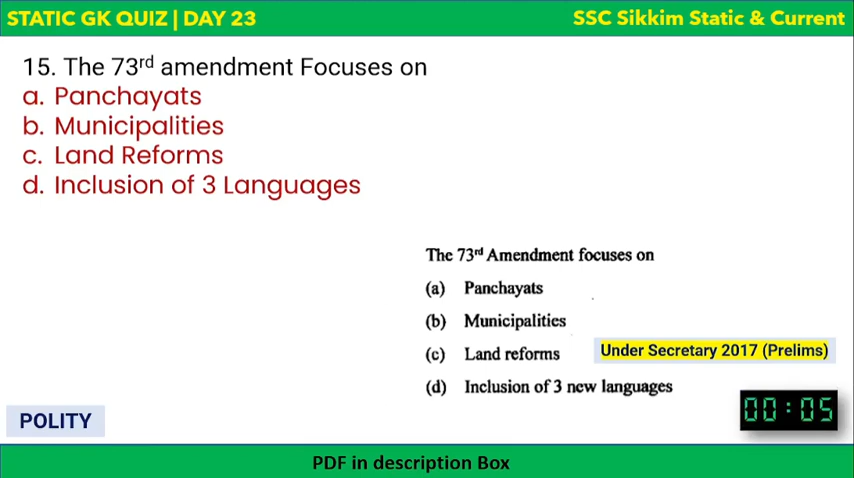 STATIC GK QUIZ | DAY 23
SSC Sikkim Static & Current
15. The 73rd amendment Focuses on
a. Panchayats
b. Municipalities
c. Land Reforms
d. Inclusion of 3 Languages
The 73rd Amendment focuses on
(a) Panchayats
(b) Municipalities
(c) Land reforms
Under Secretary 2017 (Prelims)
(d) Inclusion of 3 new languages
00:05
POLITY
PDF in description Box